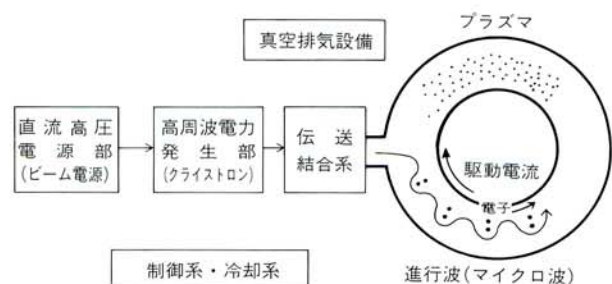 プラズマ
真空排気設備
直流高圧
電源部
(ビーム電源)
高周波電力
発生部
(クライストロン)
伝送
結合系
駆動電流
電子
制御系・冷却系
進行波(マイクロ波)